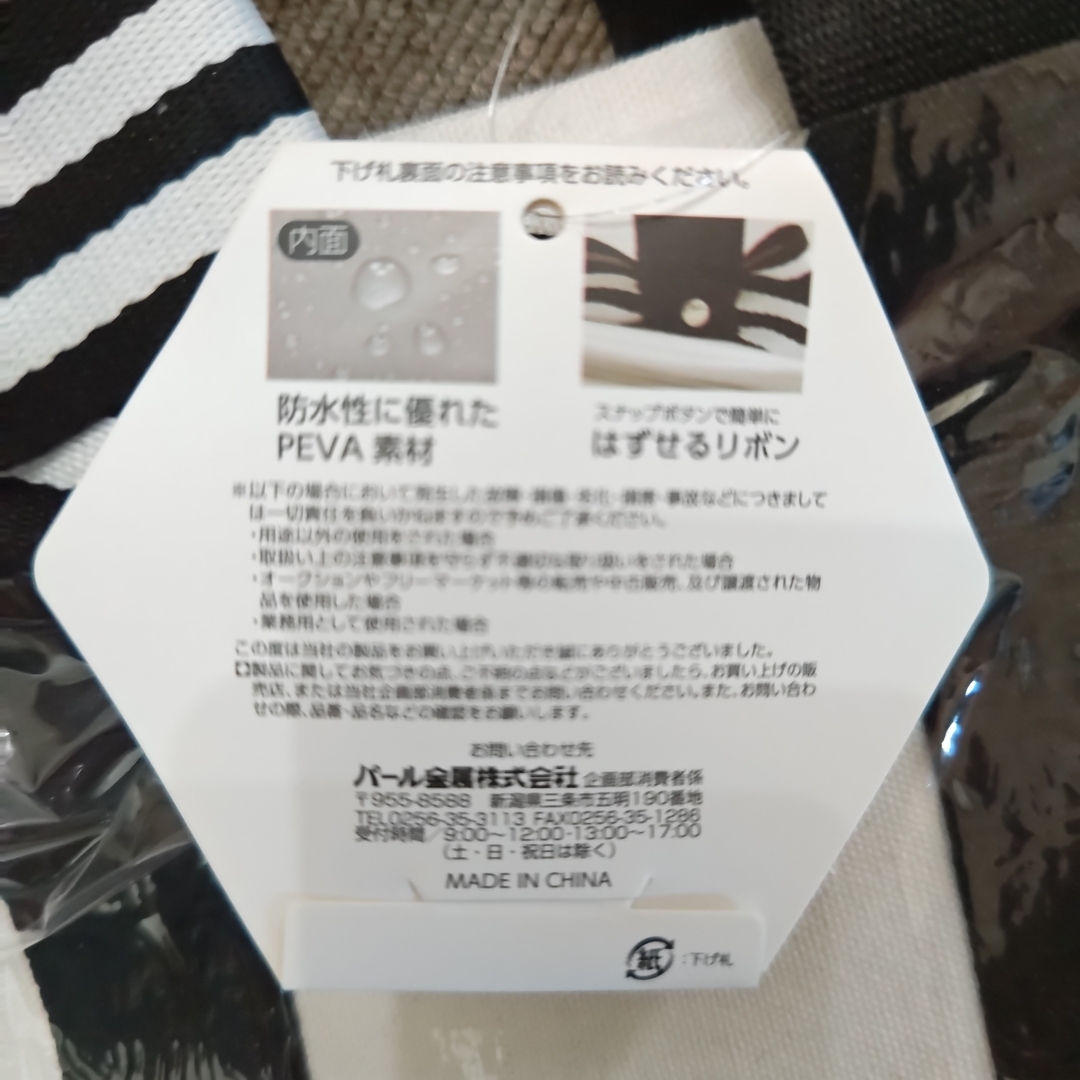 下げ札裏面の注意事項をお読みください。
内面
防水性に優れた
PEVA 素材
スナップボタンで簡単に
はずせるリボン
※以下の場合において発生した故障・損傷・劣化・損害・事故などにつきまして
は一切責任を負いかねますので予めご了承ください。
・用途以外の使用をされた場合
・取扱い上の注意事項を守らず不適切な取り扱いをされた場合
・オークションやフリーマーケット等の転売や中古販売、及び譲渡された物
品を使用した場合
・業務用として使用された場合
この度は当社の製品をお買い上げいただき誠にありがとうございました。
製品に関してお気づきの点、ご不明の点などがございましたら、お買い上げの販
売店、または当社企画部消費者係までお問い合わせください。また、お問い合わ
せの際、品番・品名などの確認をお願いします。
お問い合わせ先
パール金属株式会社 企画部消費者係
〒955-8588 新潟県三条市五明190番地
TEL0256-35-3113 FAX0256-35-1286
受付時間/9:00〜12:00・13:00〜17:00
(土・日・祝日は除く)
MADE IN CHINA
紙 :下げ札